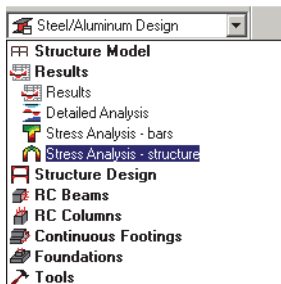 Steel/Aluminum Design
Structure Model
Results
Results
Detailed Analysis
Stress Analysis - bars
Stress Analysis - structure
Structure Design
RC Beams
RC Columns
Continuous Footings
Foundations
Tools